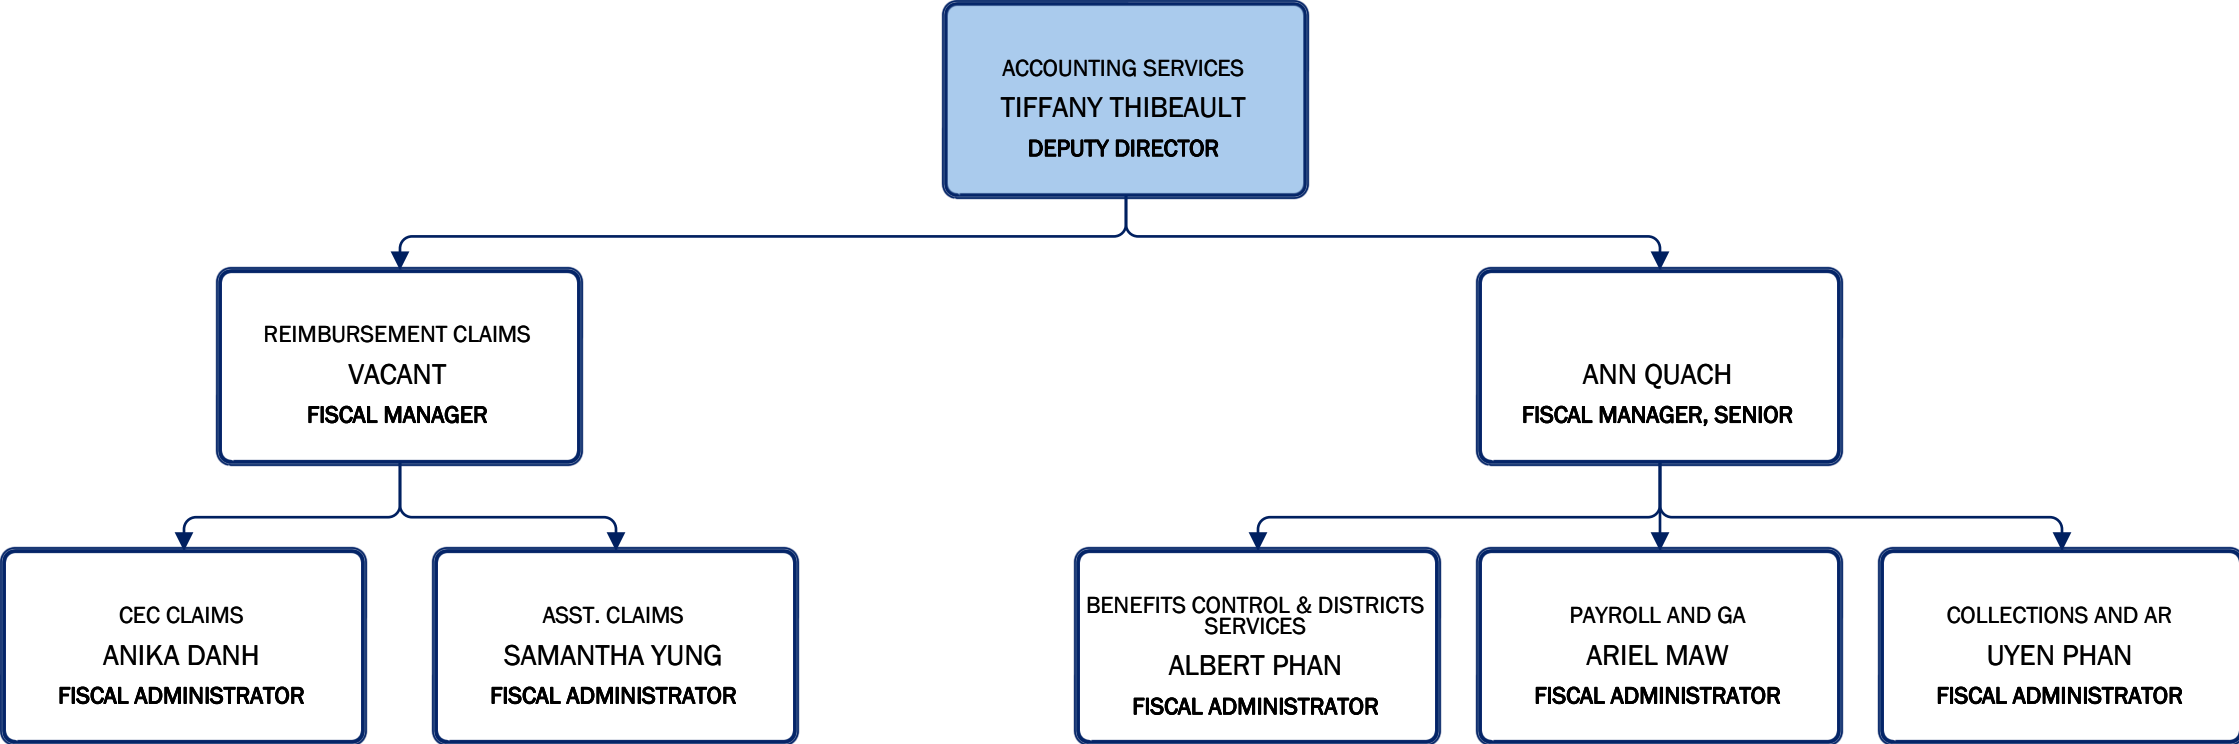 ACCOUNTING SERVICES
TIFFANY THIBEAULT
DEPUTY DIRECTOR
REIMBURSEMENT CLAIMS
VACANT
FISCAL MANAGER
ANN QUACH
FISCAL MANAGER, SENIOR
CEC CLAIMS
ANIKA DANH
FISCAL ADMINISTRATOR
ASST. CLAIMS
SAMANTHA YUNG
FISCAL ADMINISTRATOR
BENEFITS CONTROL & DISTRICTS
SERVICES
ALBERT PHAN
FISCAL ADMINISTRATOR
PAYROLL AND GA
ARIEL MAW
FISCAL ADMINISTRATOR
COLLECTIONS AND AR
UYEN PHAN
FISCAL ADMINISTRATOR